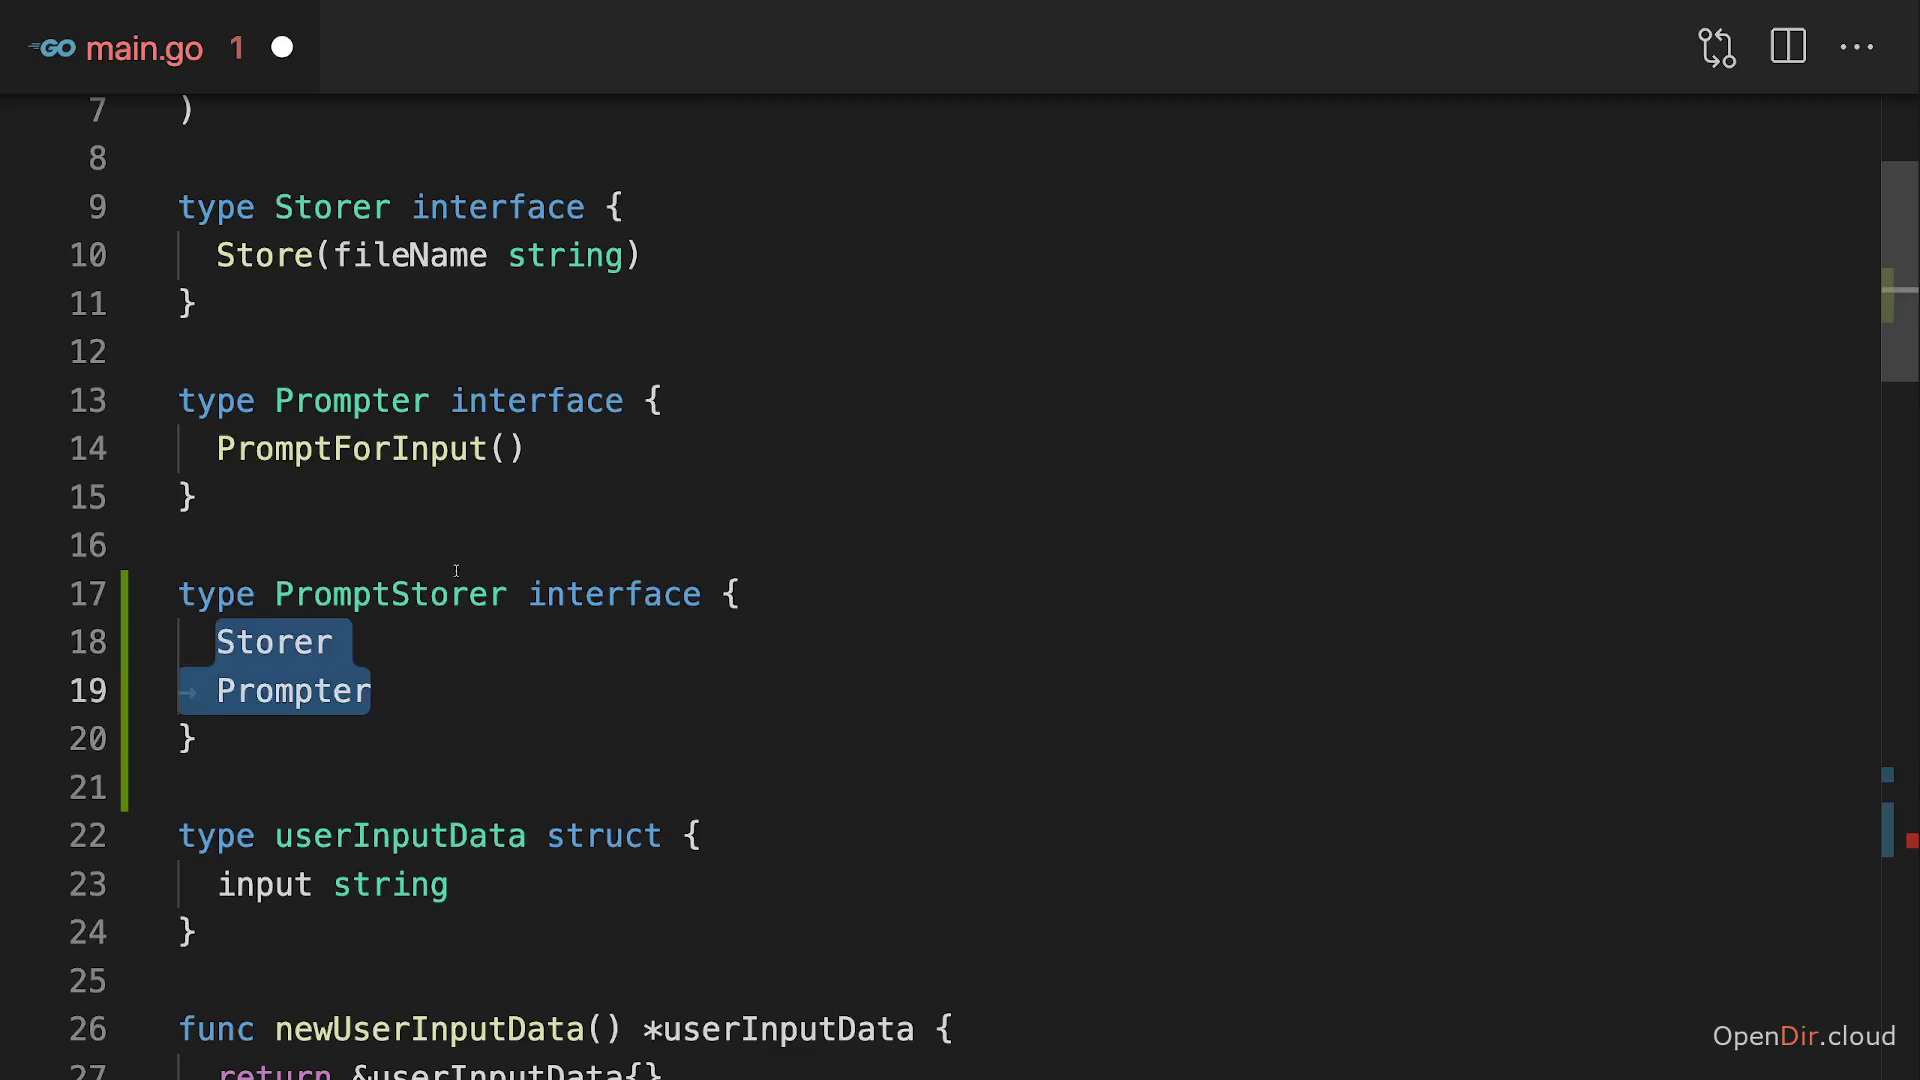 GO main.go 1
7 )
8
9 type Storer interface {
10 Store(fileName string)
11 }
12
13 type Prompter interface {
14 PromptForInput()
15 }
16
17 type PromptStorer interface {
18 Storer
19 → Prompter
20 }
21
22 type userInputData struct {
23 input string
24 }
25
26 func newUserInputData() *userInputData {
27 return &userInputData{}
OpenDir.cloud